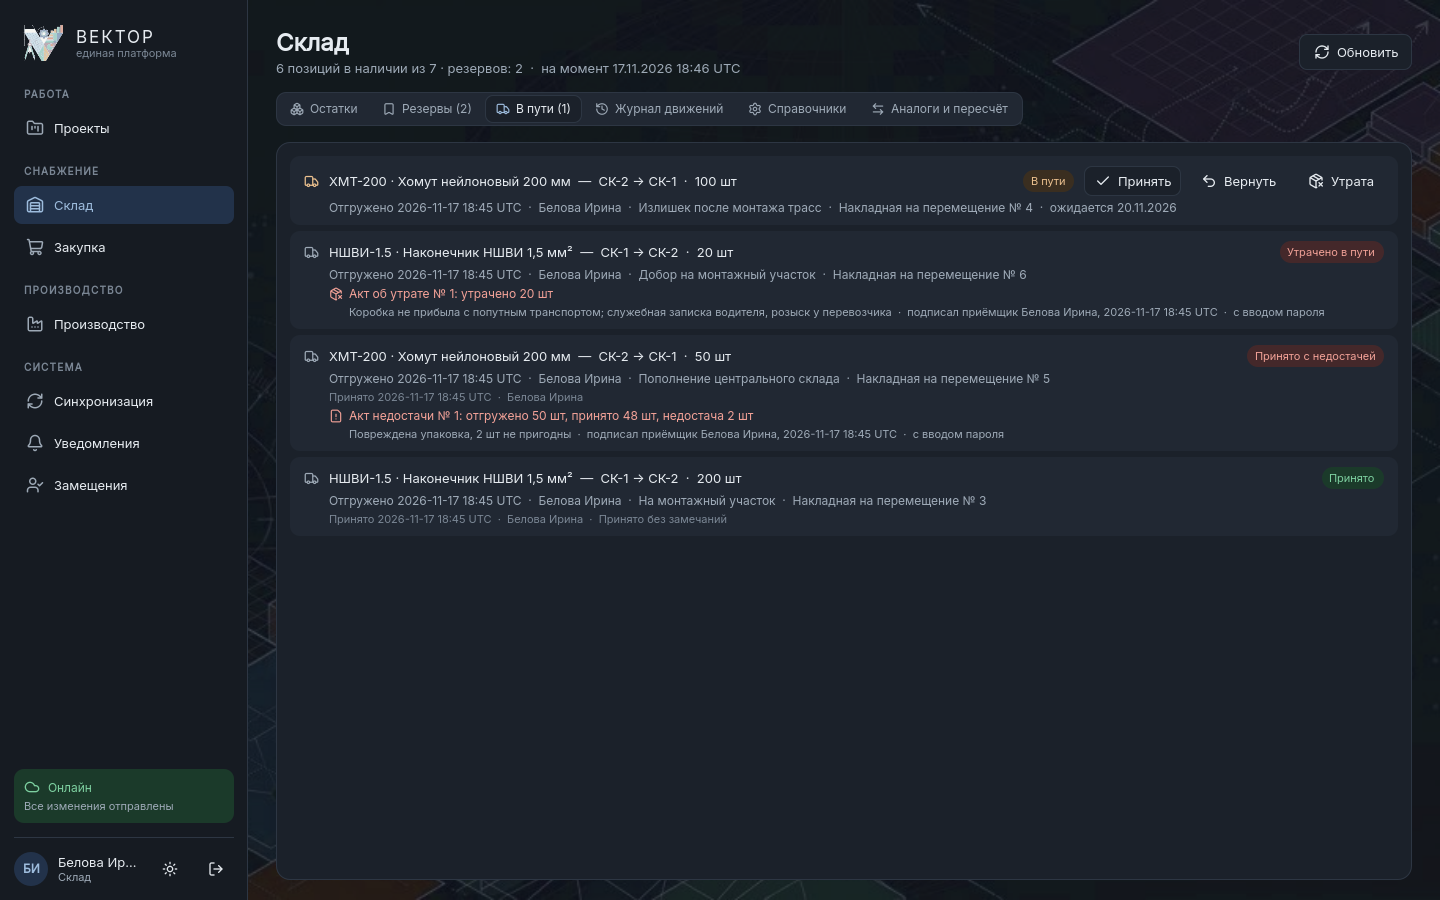 ВЕКТОР
единая платформа
РАБОТА
Проекты
СНАБЖЕНИЕ
Склад
Закупка
ПРОИЗВОДСТВО
Производство
СИСТЕМА
Синхронизация
Уведомления
Замещения
Онлайн
Все изменения отправлены
БИ
Белова Ир...
Склад
Склад
6 позиций в наличии из 7 · резервов: 2 · на момент 17.11.2026 18:46 UTC
Обновить
Остатки
Резервы (2)
В пути (1)
Журнал движений
Справочники
Аналоги и пересчёт
ХМТ-200 · Хомут нейлоновый 200 мм — СК-2 → СК-1 · 100 шт
В пути
Принять
Вернуть
Утрата
Отгружено 2026-11-17 18:45 UTC · Белова Ирина · Излишек после монтажа трасс · Накладная на перемещение № 4 · ожидается 20.11.2026
НШВИ-1.5 · Наконечник НШВИ 1,5 мм² — СК-1 → СК-2 · 20 шт
Утрачено в пути
Отгружено 2026-11-17 18:45 UTC · Белова Ирина · Добор на монтажный участок · Накладная на перемещение № 6
Акт об утрате № 1: утрачено 20 шт
Коробка не прибыла с попутным транспортом; служебная записка водителя, розыск у перевозчика · подписал приёмщик Белова Ирина, 2026-11-17 18:45 UTC · с вводом пароля
ХМТ-200 · Хомут нейлоновый 200 мм — СК-2 → СК-1 · 50 шт
Принято с недостачей
Отгружено 2026-11-17 18:45 UTC · Белова Ирина · Пополнение центрального склада · Накладная на перемещение № 5
Принято 2026-11-17 18:45 UTC · Белова Ирина
Акт недостачи № 1: отгружено 50 шт, принято 48 шт, недостача 2 шт
Повреждена упаковка, 2 шт не пригодны · подписал приёмщик Белова Ирина, 2026-11-17 18:45 UTC · с вводом пароля
НШВИ-1.5 · Наконечник НШВИ 1,5 мм² — СК-1 → СК-2 · 200 шт
Принято
Отгружено 2026-11-17 18:45 UTC · Белова Ирина · На монтажный участок · Накладная на перемещение № 3
Принято 2026-11-17 18:45 UTC · Белова Ирина · Принято без замечаний